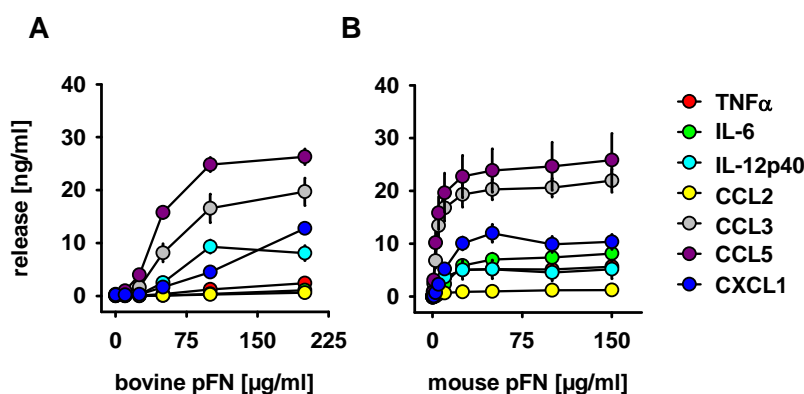 A
B
release [ng/ml]
40
30
20
10
0
0 75 150 225
bovine pFN [µg/ml]
40
30
20
10
0
0 75 150
mouse pFN [µg/ml]
TNFα
IL-6
IL-12p40
CCL2
CCL3
CCL5
CXCL1